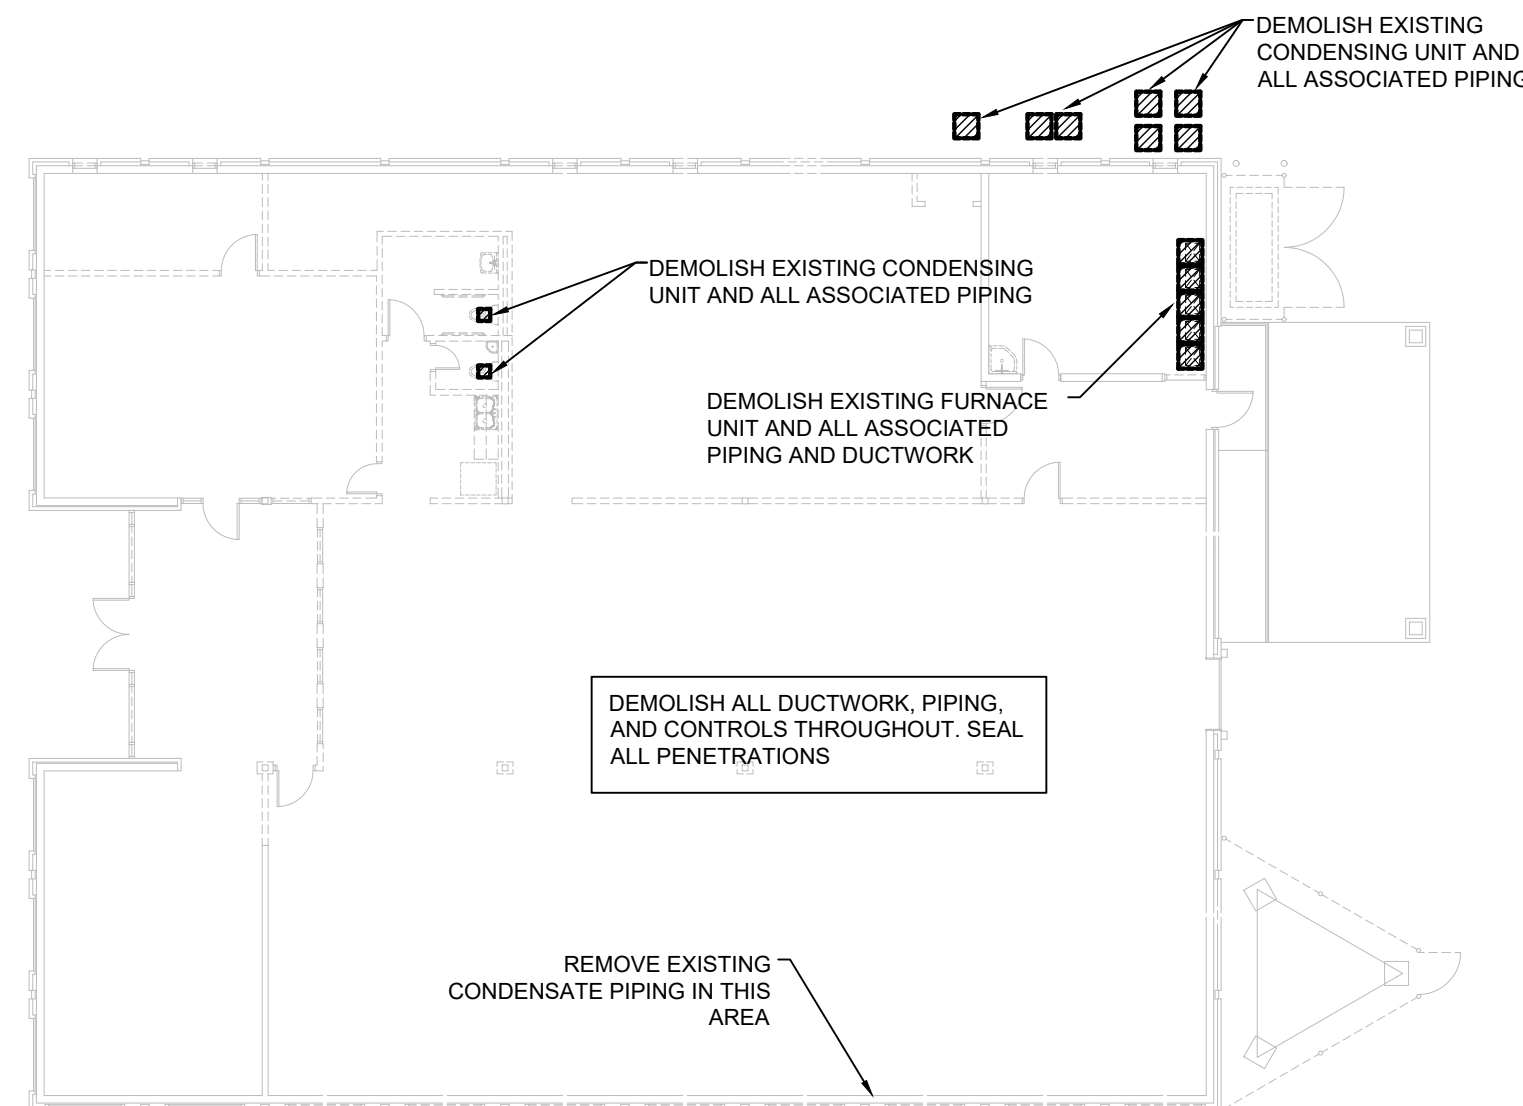 DEMOLISH EXISTING
CONDENSING UNIT AND
ALL ASSOCIATED PIPING
DEMOLISH EXISTING CONDENSING
UNIT AND ALL ASSOCIATED PIPING
DEMOLISH EXISTING FURNACE
UNIT AND ALL ASSOCIATED
PIPING AND DUCTWORK
DEMOLISH ALL DUCTWORK, PIPING,
AND CONTROLS THROUGHOUT. SEAL
ALL PENETRATIONS
REMOVE EXISTING
CONDENSATE PIPING IN THIS
AREA